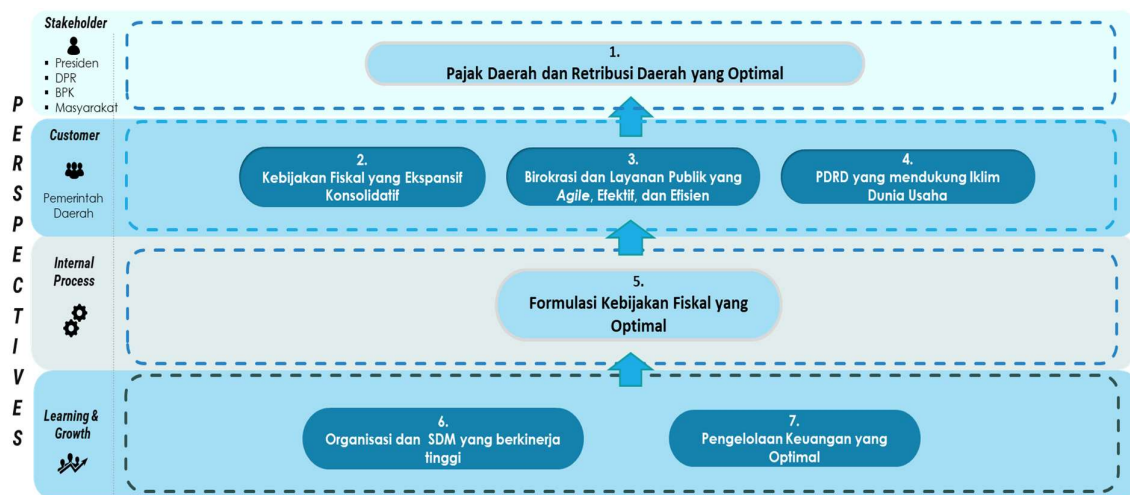 PERSPECTIVES
Stakeholder
▪ Presiden
▪ DPR
▪ BPK
▪ Masyarakat
1.
Pajak Daerah dan Retribusi Daerah yang Optimal
Customer
Pemerintah
Daerah
2.
Kebijakan Fiskal yang Ekspansif
Konsolidatif
3.
Birokrasi dan Layanan Publik yang
Agile, Efektif, dan Efisien
4.
PDRD yang mendukung Iklim
Dunia Usaha
Internal
Process
5.
Formulasi Kebijakan Fiskal yang
Optimal
Learning &
Growth
6.
Organisasi dan SDM yang berkinerja
tinggi
7.
Pengelolaan Keuangan yang
Optimal